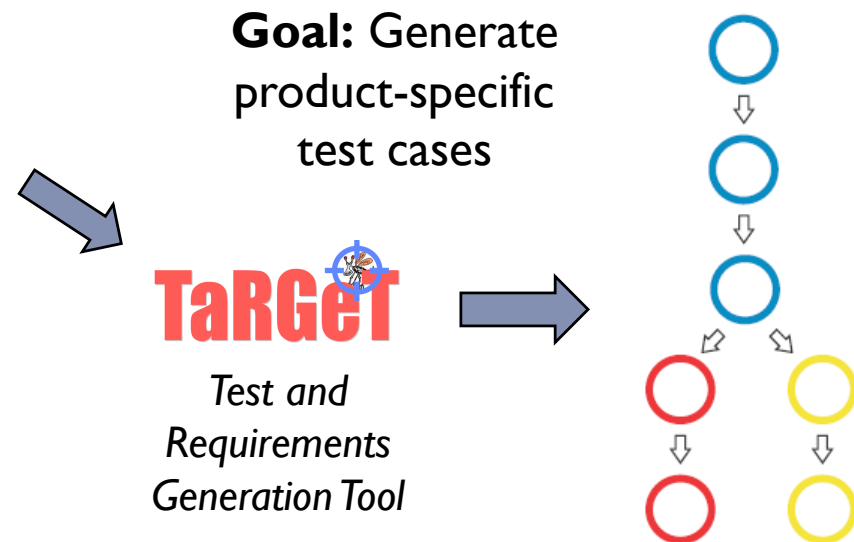 Goal: Generate
product-specific
test cases
TaRGeT
Test and
Requirements
Generation Tool